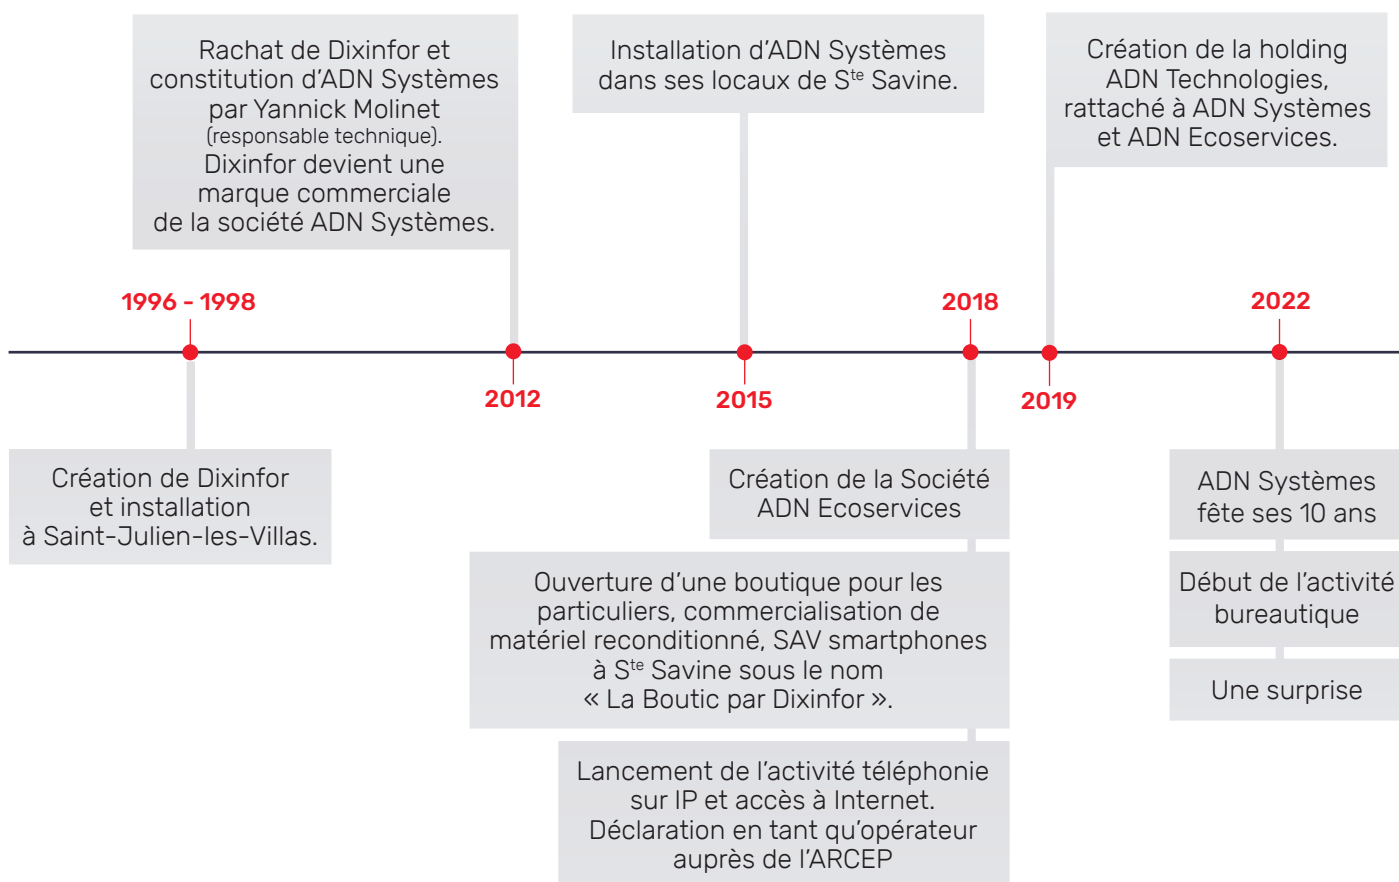 Rachat de Dixinfor et
constitution d'ADN Systèmes
par Yannick Molinet
(responsable technique).
Dixinfor devient une
marque commerciale
de la société ADN Systèmes.
Installation d'ADN Systèmes
dans ses locaux de Ste Savine.
Création de la holding
ADN Technologies,
rattaché à ADN Systèmes
et ADN Ecoservices.
1996 - 1998
2018
2022
2012
2015
2019
Création de Dixinfor
et installation
à Saint-Julien-les-Villas.
Création de la Société
ADN Ecoservices
Ouverture d'une boutique pour les
particuliers, commercialisation de
matériel reconditionné, SAV smartphones
à Ste Savine sous le nom
« La Boutic par Dixinfor ».
Lancement de l'activité téléphonie
sur IP et accès à Internet.
Déclaration en tant qu'opérateur
auprès de l'ARCEP
ADN Systèmes
fête ses 10 ans
Début de l'activité
bureautique
Une surprise